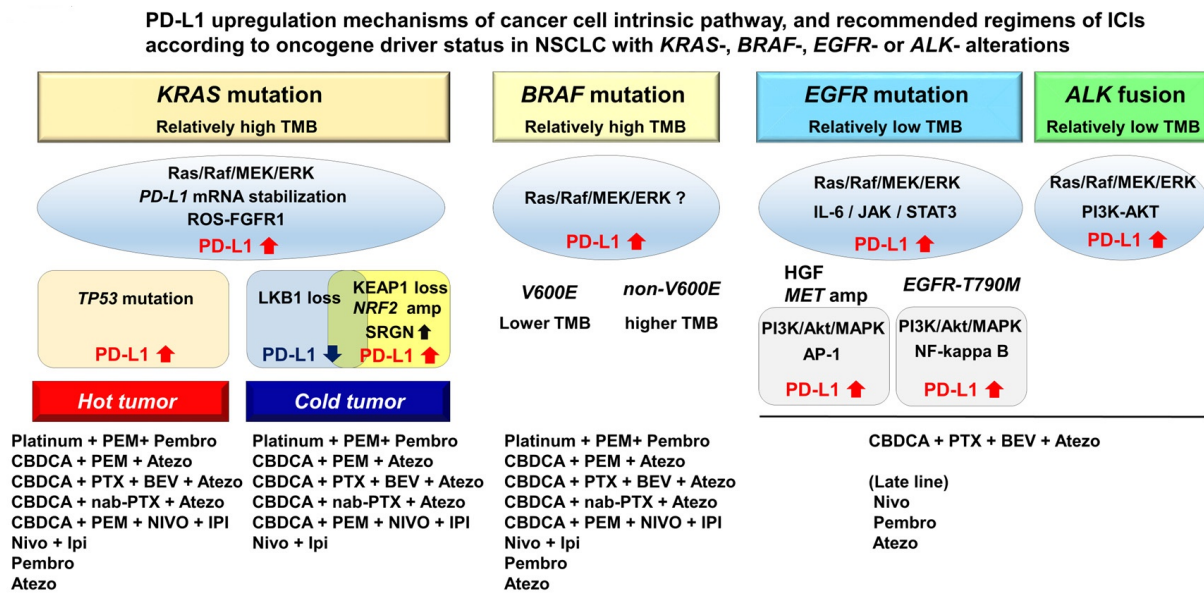 PD-L1 upregulation mechanisms of cancer cell intrinsic pathway, and recommended regimens of ICIs
according to oncogene driver status in NSCLC with KRAS-, BRAF-, EGFR- or ALK- alterations
KRAS mutation
Relatively high TMB
Ras/Raf/MEK/ERK
PD-L1 mRNA stabilization
ROS-FGFR1
PD-L1
TP53 mutation
PD-L1
LKB1 loss
PD-L1
KEAP1 loss
NRF2 amp
SRGN
PD-L1
Hot tumor
Platinum + PEM+ Pembro
CBDCA + PEM + Atezo
CBDCA + PTX + BEV + Atezo
CBDCA + nab-PTX + Atezo
CBDCA + PEM + NIVO + IPI
Nivo + Ipi
Pembro
Atezo
Cold tumor
Platinum + PEM+ Pembro
CBDCA + PEM + Atezo
CBDCA + PTX + BEV + Atezo
CBDCA + nab-PTX + Atezo
CBDCA + PEM + NIVO + IPI
Nivo + Ipi
BRAF mutation
Relatively high TMB
Ras/Raf/MEK/ERK ?
PD-L1
V600E
Lower TMB
non-V600E
higher TMB
Platinum + PEM+ Pembro
CBDCA + PEM + Atezo
CBDCA + PTX + BEV + Atezo
CBDCA + nab-PTX + Atezo
CBDCA + PEM + NIVO + IPI
Nivo + Ipi
Pembro
Atezo
EGFR mutation
Relatively low TMB
Ras/Raf/MEK/ERK
IL-6 / JAK / STAT3
PD-L1
HGF
MET amp
PI3K/Akt/MAPK
AP-1
PD-L1
EGFR-T790M
PI3K/Akt/MAPK
NF-kappa B
PD-L1
ALK fusion
Relatively low TMB
Ras/Raf/MEK/ERK
PI3K-AKT
PD-L1
CBDCA + PTX + BEV + Atezo
(Late line)
Nivo
Pembro
Atezo